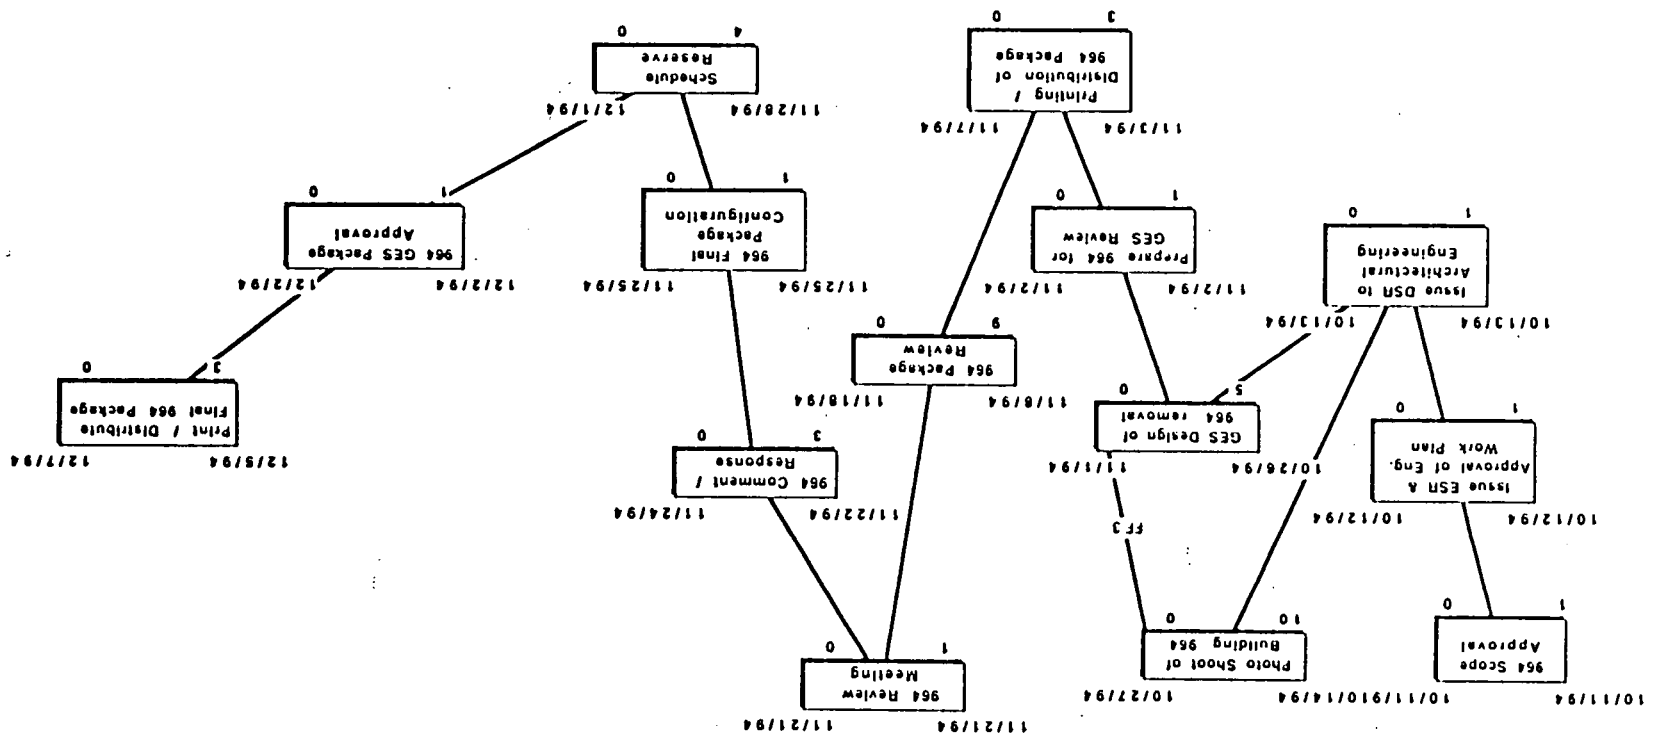 10/11/94
10/11/910/14/94
10/27/94
964 Scope
Approval
1
0
Photo Shoot of
Building 964
10
0
11/21/94
11/21/94
964 Review
Meeting
1
0
10/12/94
10/12/94
Issue ESR &
Approval of Eng.
Work Plan
1
0
FF3
10/26/94
11/1/94
GES Design of
964 removal
5
0
11/22/94
11/24/94
964 Comment /
Response
3
0
11/8/94
11/18/94
964 Package
Review
9
0
12/5/94
12/7/94
Print / Distribute
Final 964 Package
3
0
10/13/94
10/13/94
Issue DSR to
Architectural
Engineering
1
0
11/2/94
11/2/94
Prepare 964 for
GES Review
1
0
11/25/94
11/25/94
964 Final
Package
Configuration
1
0
12/2/94
12/2/94
964 GES Package
Approval
1
0
11/3/94
11/7/94
Printing /
Distribution of
964 Package
3
0
11/28/94
12/1/94
Schedule
Reserve
4
0